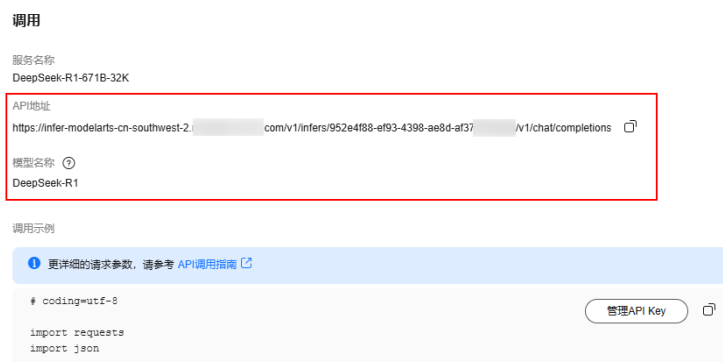 调用
服务名称
DeepSeek-R1-671B-32K
API地址
https://infer-modelarts-cn-southwest-2. com/v1/infers/952e4f88-ef93-4398-ae8d-af37 /v1/chat/completions
模型名称 ?
DeepSeek-R1
调用示例
更详细的请求参数，请参考 API调用指南
# coding=utf-8
管理API Key
import requests
import json